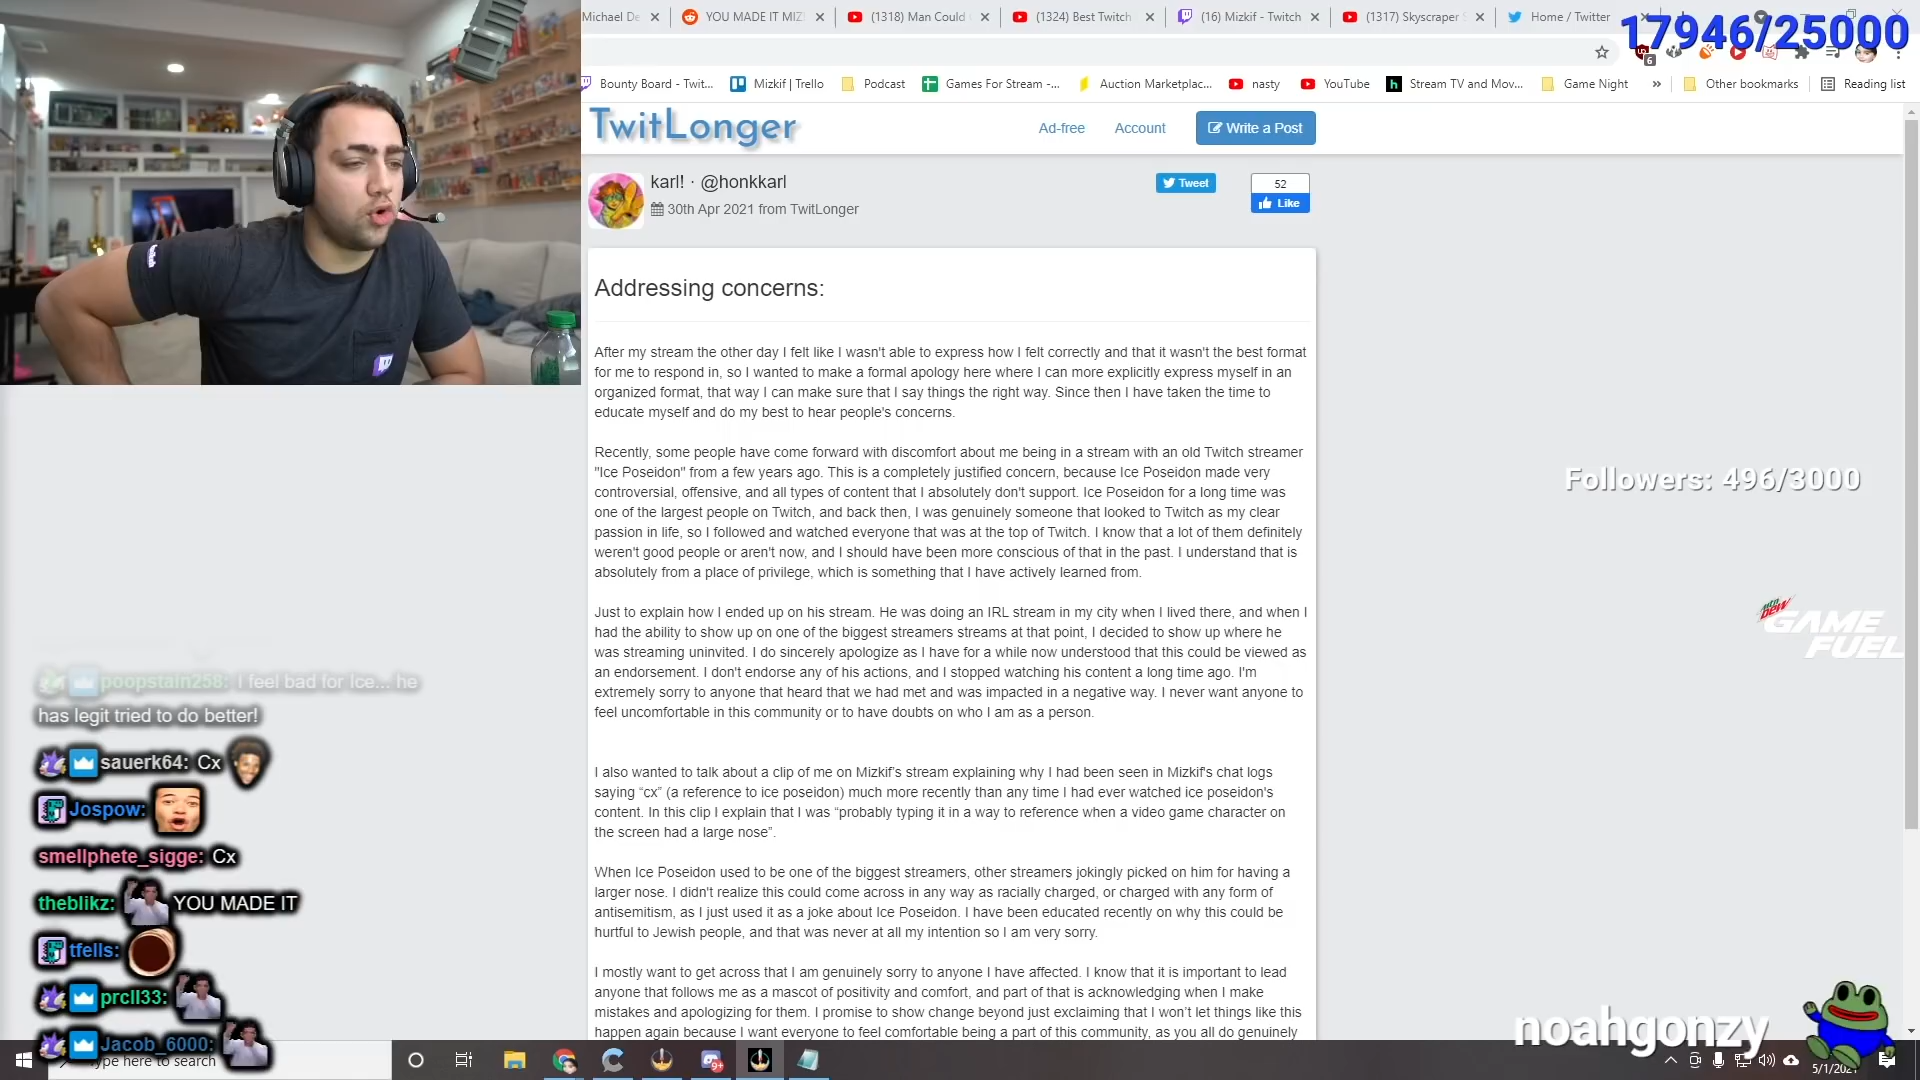 Michael De
YOU MADE IT MIZ
(1318) Man Could
(1324) Best Twitch
(16) Mizkif - Twitch
(1317) Skyscraper
Home / Twitter
17946/25000
6
Bounty Board - Twit...
Mizkif | Trello
Podcast
Games For Stream -...
Auction Marketplac...
nasty
YouTube
Stream TV and Mov...
Game Night
»
Other bookmarks
Reading list
TwitLonger
Ad-free
Account
Write a Post
karl! · @honkkarl
30th Apr 2021 from TwitLonger
Tweet
52
Like
Addressing concerns:
After my stream the other day I felt like I wasn't able to express how I felt correctly and that it wasn't the best format
for me to respond in, so I wanted to make a formal apology here where I can more explicitly express myself in an
organized format, that way I can make sure that I say things the right way. Since then I have taken the time to
educate myself and do my best to hear people's concerns.
Recently, some people have come forward with discomfort about me being in a stream with an old Twitch streamer
"Ice Poseidon" from a few years ago. This is a completely justified concern, because Ice Poseidon made very
controversial, offensive, and all types of content that I absolutely don't support. Ice Poseidon for a long time was
one of the largest people on Twitch, and back then, I was genuinely someone that looked to Twitch as my clear
passion in life, so I followed and watched everyone that was at the top of Twitch. I know that a lot of them definitely
weren't good people or aren't now, and I should have been more conscious of that in the past. I understand that is
absolutely from a place of privilege, which is something that I have actively learned from.
Just to explain how I ended up on his stream. He was doing an IRL stream in my city when I lived there, and when I
had the ability to show up on one of the biggest streamers streams at that point, I decided to show up where he
was streaming uninvited. I do sincerely apologize as I have for a while now understood that this could be viewed as
an endorsement. I don't endorse any of his actions, and I stopped watching his content a long time ago. I'm
extremely sorry to anyone that heard that we had met and was impacted in a negative way. I never want anyone to
feel uncomfortable in this community or to have doubts on who I am as a person.
I also wanted to talk about a clip of me on Mizkif's stream explaining why I had been seen in Mizkif's chat logs
saying “cx” (a reference to ice poseidon) much more recently than any time I had ever watched ice poseidon's
content. In this clip I explain that I was “probably typing it in a way to reference when a video game character on
the screen had a large nose”.
When Ice Poseidon used to be one of the biggest streamers, other streamers jokingly picked on him for having a
larger nose. I didn't realize this could come across in any way as racially charged, or charged with any form of
antisemitism, as I just used it as a joke about Ice Poseidon. I have been educated recently on why this could be
hurtful to Jewish people, and that was never at all my intention so I am very sorry.
I mostly want to get across that I am genuinely sorry to anyone I have affected. I know that it is important to lead
anyone that follows me as a mascot of positivity and comfort, and part of that is acknowledging when I make
mistakes and apologizing for them. I promise to show change beyond just exclaiming that I won't let things like this
happen again because I want everyone to feel comfortable being a part of this community, as you all do genuinely
Followers: 496/3000
MTN DEW
GAME
FUEL
noahgonzy
poopstain258: I feel bad for Ice... he
has legit tried to do better!
sauerk64: Cx
Jospow:
smellphete_sigge: Cx
theblikz: YOU MADE IT
tfells:
prcll33:
Jacob_6000:
ype here to search
9+
5/1/202